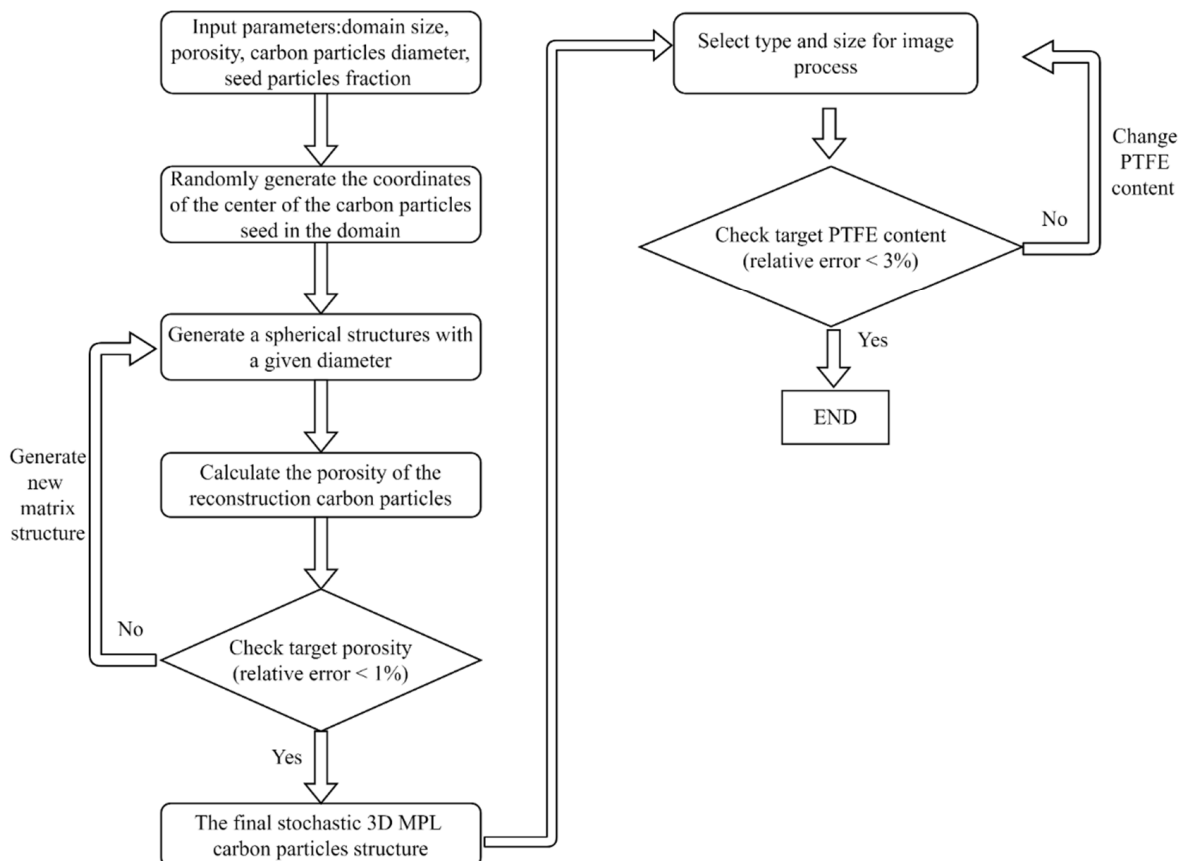 Input parameters:domain size,
porosity, carbon particles diameter,
seed particles fraction
Randomly generate the coordinates
of the center of the carbon particles
seed in the domain
Generate a spherical structures with
a given diameter
Generate
new
matrix
structure
Calculate the porosity of the
reconstruction carbon particles
No
Check target porosity
(relative error < 1%)
Yes
The final stochastic 3D MPL
carbon particles structure
Select type and size for image
process
Change
PTFE
content
Check target PTFE content
(relative error < 3%)
No
Yes
END